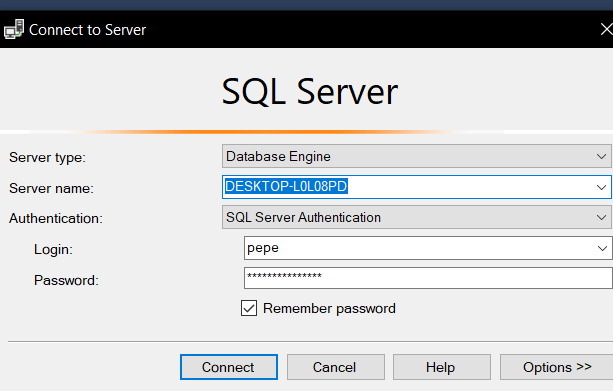 Connect to Server
SQL Server
Server type: Database Engine
Server name: DESKTOP-L0L08PD
Authentication: SQL Server Authentication
Login: pepe
Password: ***************
Remember password
Connect Cancel Help Options >>